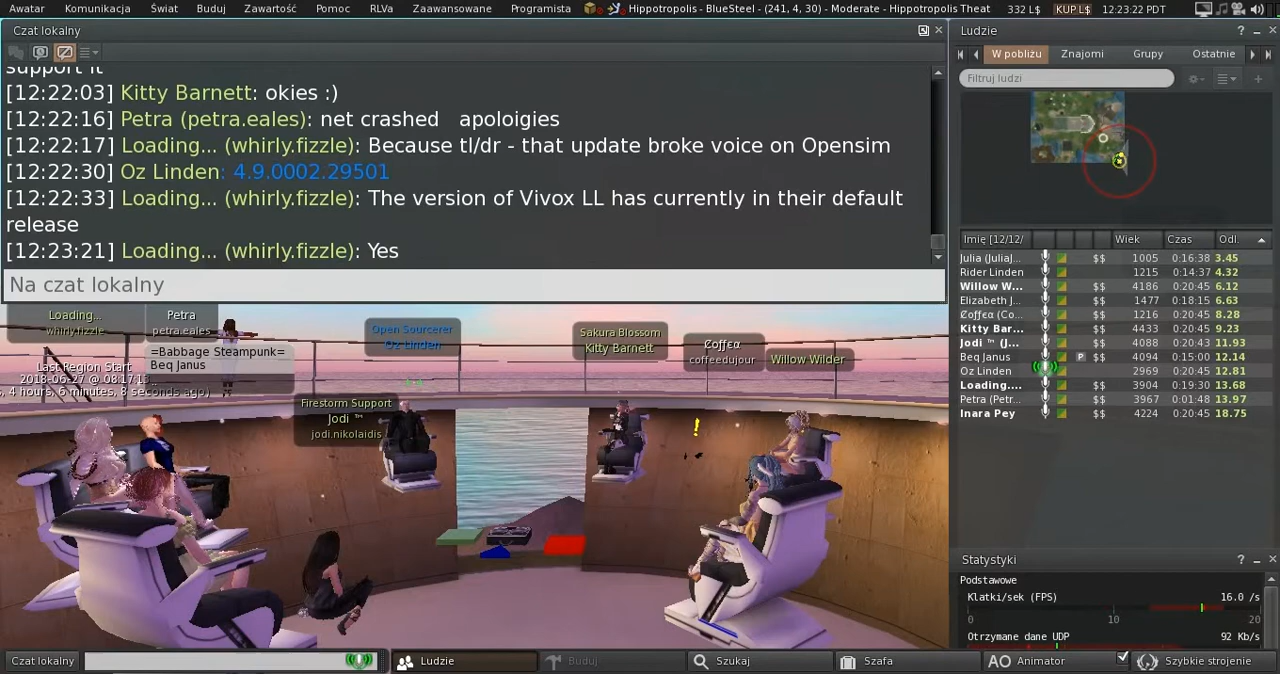 Awatar Komunikacja Świat Buduj Zawartość Pomoc RLVa Zaawansowane Programista Hippotropolis - BlueSteel - (241, 4, 30) - Moderate - Hippotropolis Theat 332 L$ KUP L$ 12:23:22 PDT
Czat lokalny
support it
[12:22:03] Kitty Barnett: okies :)
[12:22:16] Petra (petra.eales): net crashed apoloigies
[12:22:17] Loading... (whirly.fizzle): Because tl/dr - that update broke voice on Opensim
[12:22:30] Oz Linden: 4.9.0002.29501
[12:22:33] Loading... (whirly.fizzle): The version of Vivox LL has currently in their default
release
[12:23:21] Loading... (whirly.fizzle): Yes
Na czat lokalny
Loading...
whirly.fizzle
Petra
petra.eales
=Babbage Steampunk=
Beq Janus
Last Region Start
2018-06-27 @ 08:17:13
, 4 hours, 6 minutes, 8 seconds ago)
Open Sourcerer
Oz Linden
Sakura Blossom
Kitty Barnett
Coffea
coffeedujour
Willow Wilder
Firestorm Support
Jodi ™
jodi.nikolaidis
Ludzie
W pobliżu Znajomi Grupy Ostatnie
Filtruj ludzi
Imię [12/12/ Wiek Czas Odl.
Julia (JuliaJ... $$ 1005 0:16:38 3.45
Rider Linden 1215 0:14:37 4.32
Willow W... $$ 4186 0:20:45 6.12
Elizabeth J... $$ 1477 0:18:15 6.63
Coffea (Co... $$ 1216 0:20:45 8.28
Kitty Bar... $$ 4433 0:20:45 9.23
Jodi ™ (J... $$ 4088 0:20:43 11.93
Beq Janus P $$ 4094 0:15:00 12.14
Oz Linden 2969 0:20:45 12.81
Loading.... $$ 3904 0:19:30 13.68
Petra (Petr... $$ 3967 0:01:48 13.97
Inara Pey $$ 4224 0:20:45 18.75
Statystyki
Podstawowe
Klatki/sek (FPS) 16.0 /s
0 10 20
Otrzymane dane UDP 92 Kb/s
Czat lokalny Ludzie Buduj Szukaj Szafa AO Animator Szybkie strojenie